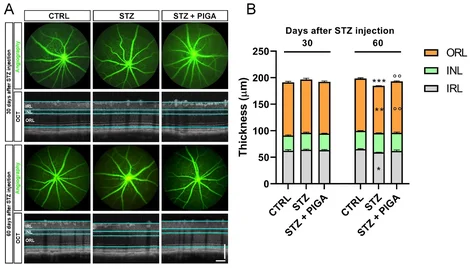 A
CTRL
STZ
STZ + PIGA
30 days after STZ injection
Angiography
OCT
IRL
INL
ORL
60 days after STZ injection
Angiography
OCT
IRL
INL
ORL
B
Days after STZ injection
30
60
Thickness (µm)
250
200
150
100
50
0
***
**
*
°°
°°
CTRL
STZ
STZ + PIGA
CTRL
STZ
STZ + PIGA
ORL
INL
IRL